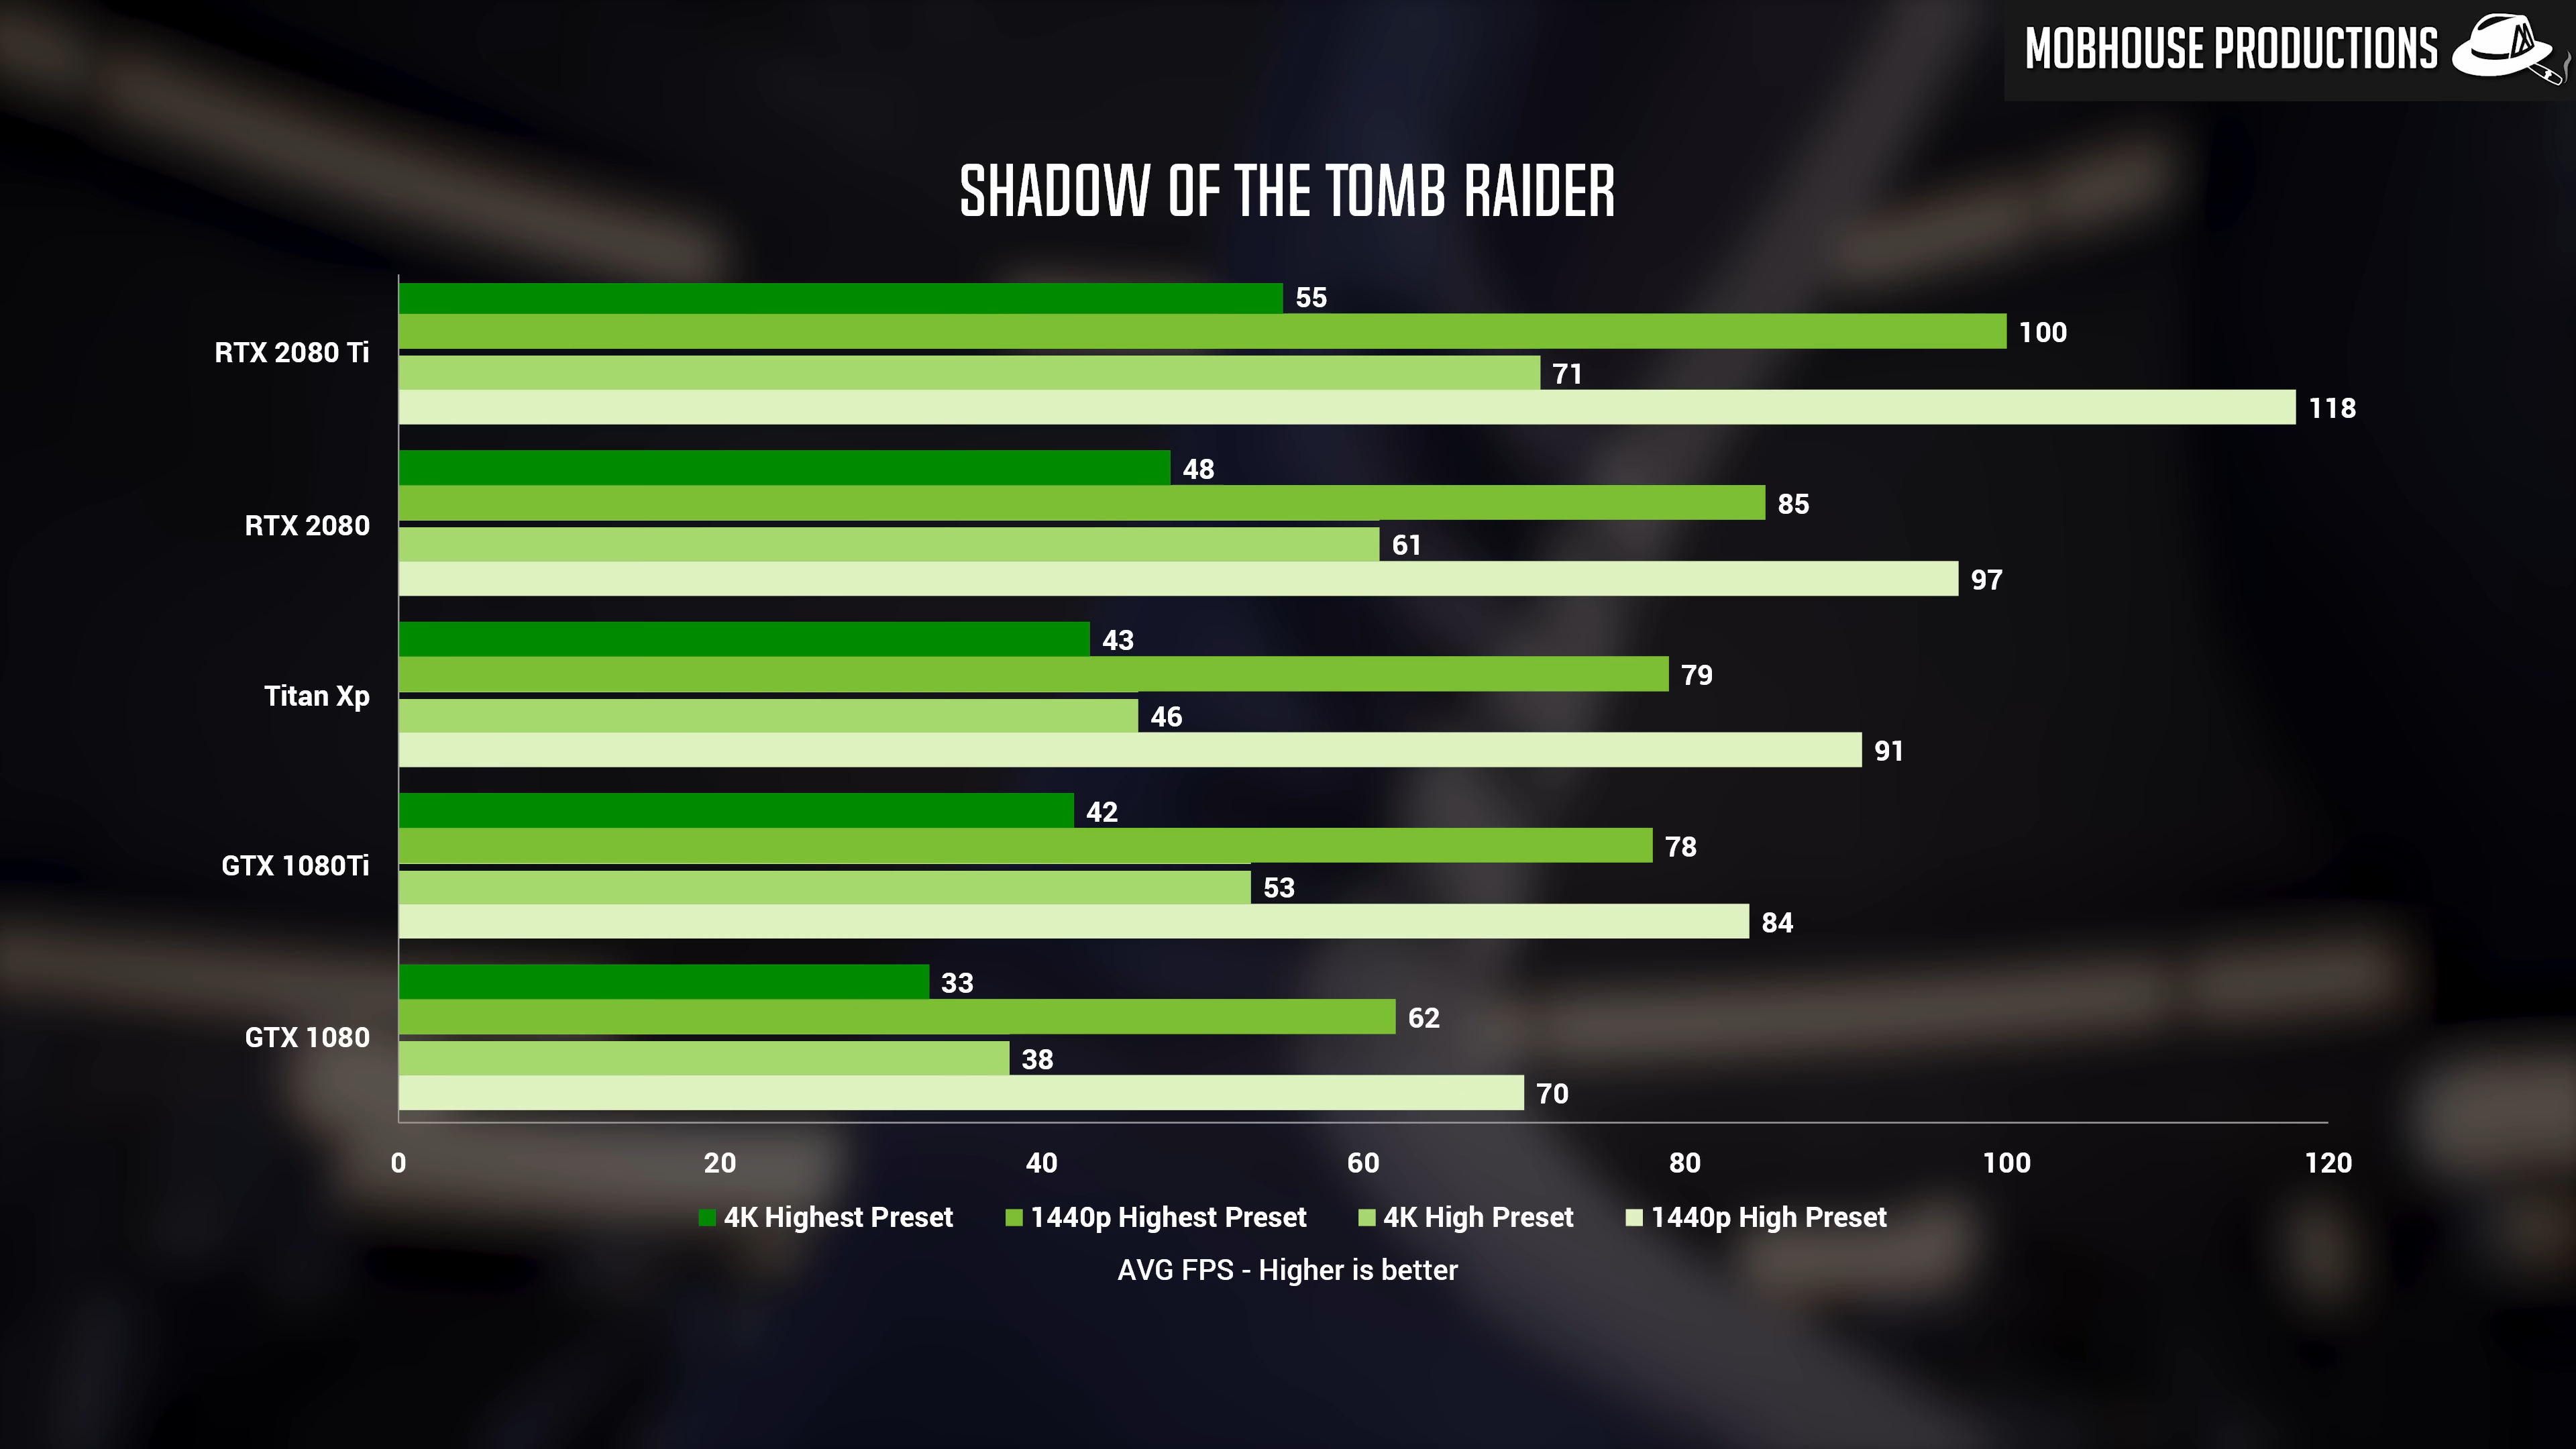 MOBHOUSE PRODUCTIONS
SHADOW OF THE TOMB RAIDER
RTX 2080 Ti
55
100
71
118
RTX 2080
48
85
61
97
Titan Xp
43
79
46
91
GTX 1080Ti
42
78
53
84
GTX 1080
33
62
38
70
0 20 40 60 80 100 120
4K Highest Preset 1440p Highest Preset 4K High Preset 1440p High Preset
AVG FPS - Higher is better